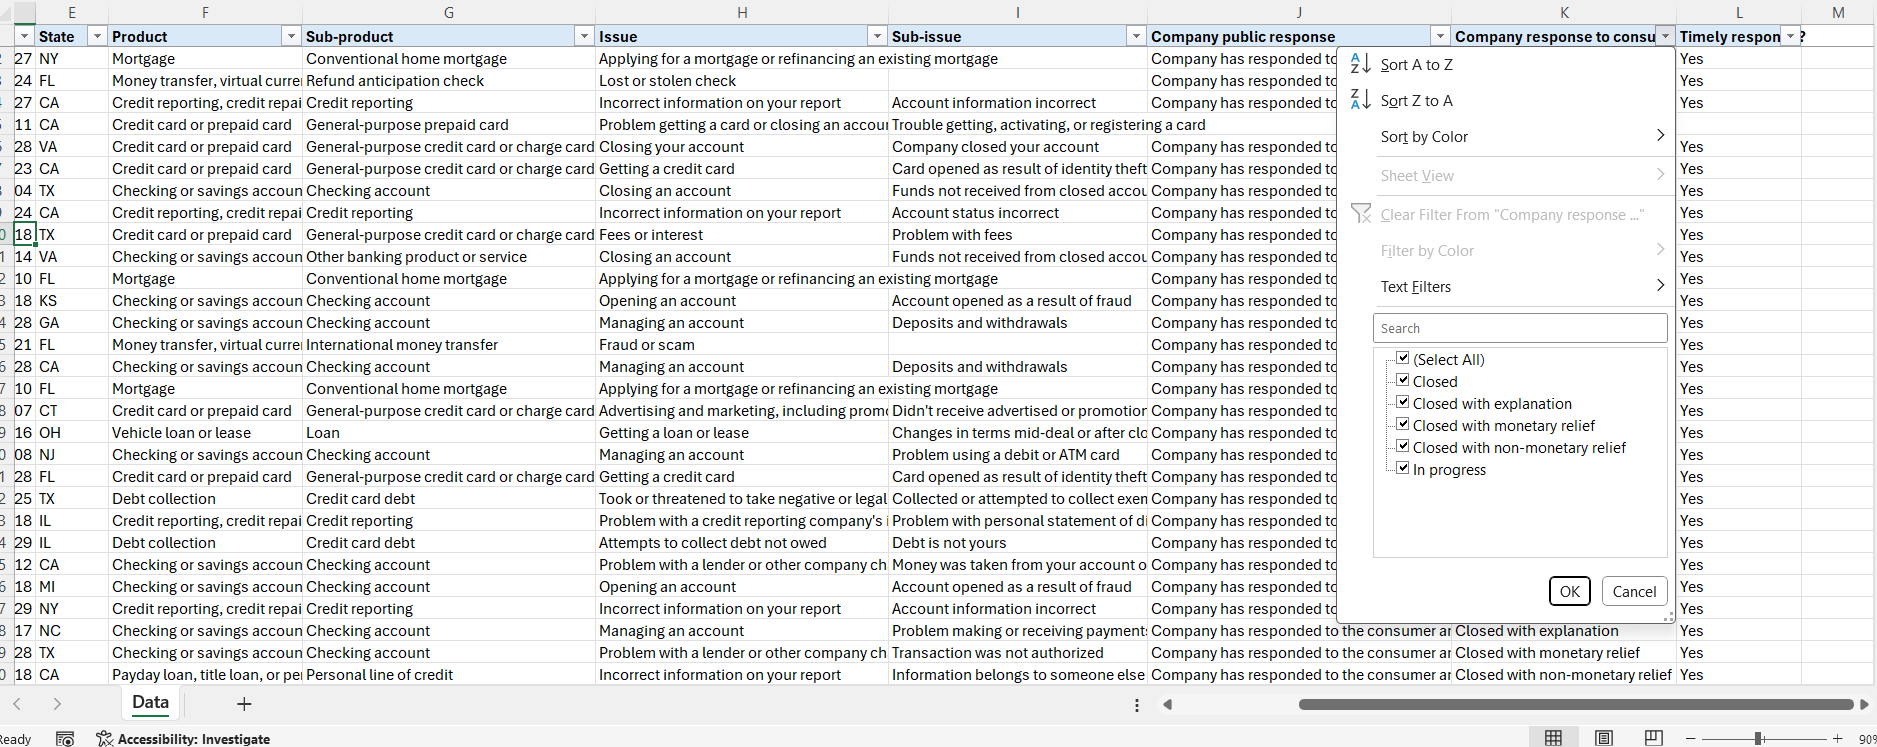 E F G H I J K L M
State Product Sub-product Issue Sub-issue Company public response Company response to consu Timely respon ?
27 NY Mortgage Conventional home mortgage Applying for a mortgage or refinancing an existing mortgage Company has responded to Yes
24 FL Money transfer, virtual curre Refund anticipation check Lost or stolen check Company has responded to Yes
27 CA Credit reporting, credit repai Credit reporting Incorrect information on your report Account information incorrect Company has responded to Yes
11 CA Credit card or prepaid card General-purpose prepaid card Problem getting a card or closing an accou Trouble getting, activating, or registering a card
28 VA Credit card or prepaid card General-purpose credit card or charge card Closing your account Company closed your account Company has responded to Yes
23 CA Credit card or prepaid card General-purpose credit card or charge card Getting a credit card Card opened as result of identity theft Company has responded to Yes
04 TX Checking or savings accoun Checking account Closing an account Funds not received from closed accou Company has responded to Yes
24 CA Credit reporting, credit repai Credit reporting Incorrect information on your report Account status incorrect Company has responded to Yes
18 TX Credit card or prepaid card General-purpose credit card or charge card Fees or interest Problem with fees Company has responded to Yes
14 VA Checking or savings accoun Other banking product or service Closing an account Funds not received from closed accou Company has responded to Yes
10 FL Mortgage Conventional home mortgage Applying for a mortgage or refinancing an existing mortgage Company has responded to Yes
18 KS Checking or savings accoun Checking account Opening an account Account opened as a result of fraud Company has responded to Yes
28 GA Checking or savings accoun Checking account Managing an account Deposits and withdrawals Company has responded to Yes
21 FL Money transfer, virtual curre International money transfer Fraud or scam Company has responded to Yes
28 CA Checking or savings accoun Checking account Managing an account Deposits and withdrawals Company has responded to Yes
10 FL Mortgage Conventional home mortgage Applying for a mortgage or refinancing an existing mortgage Company has responded to Yes
07 CT Credit card or prepaid card General-purpose credit card or charge card Advertising and marketing, including prom Didn't receive advertised or promotion Company has responded to Yes
16 OH Vehicle loan or lease Loan Getting a loan or lease Changes in terms mid-deal or after clo Company has responded to Yes
08 NJ Checking or savings accoun Checking account Managing an account Problem using a debit or ATM card Company has responded to Yes
28 FL Credit card or prepaid card General-purpose credit card or charge card Getting a credit card Card opened as result of identity theft Company has responded to Yes
25 TX Debt collection Credit card debt Took or threatened to take negative or legal Collected or attempted to collect exen Company has responded to Yes
18 IL Credit reporting, credit repai Credit reporting Problem with a credit reporting company's i Problem with personal statement of di Company has responded to Yes
29 IL Debt collection Credit card debt Attempts to collect debt not owed Debt is not yours Company has responded to Yes
12 CA Checking or savings accoun Checking account Problem with a lender or other company ch Money was taken from your account o Company has responded to Yes
18 MI Checking or savings accoun Checking account Opening an account Account opened as a result of fraud Company has responded to Yes
29 NY Credit reporting, credit repai Credit reporting Incorrect information on your report Account information incorrect Company has responded to Yes
17 NC Checking or savings accoun Checking account Managing an account Problem making or receiving payment Company has responded to the consumer ar Closed with explanation Yes
28 TX Checking or savings accoun Checking account Problem with a lender or other company ch Transaction was not authorized Company has responded to the consumer ar Closed with monetary relief Yes
18 CA Payday loan, title loan, or pe Personal line of credit Incorrect information on your report Information belongs to someone else Company has responded to the consumer ar Closed with non-monetary relief Yes
Sort A to Z
Sort Z to A
Sort by Color
Sheet View
Clear Filter From "Company response ..."
Filter by Color
Text Filters
Search
(Select All)
Closed
Closed with explanation
Closed with monetary relief
Closed with non-monetary relief
In progress
OK Cancel
Data
Accessibility: Investigate